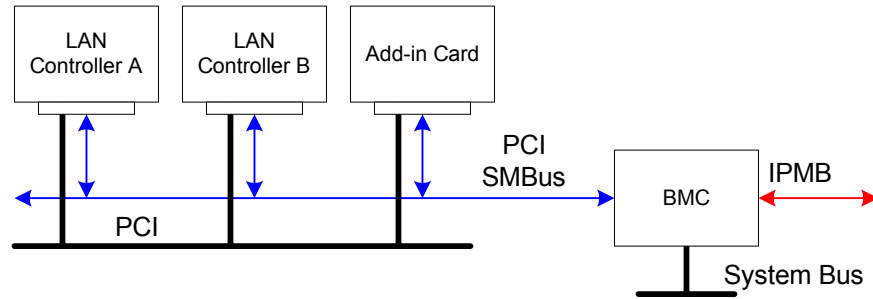 LAN
Controller A
LAN
Controller B
Add-in Card
PCI
SMBus
BMC
IPMB
PCI
System Bus